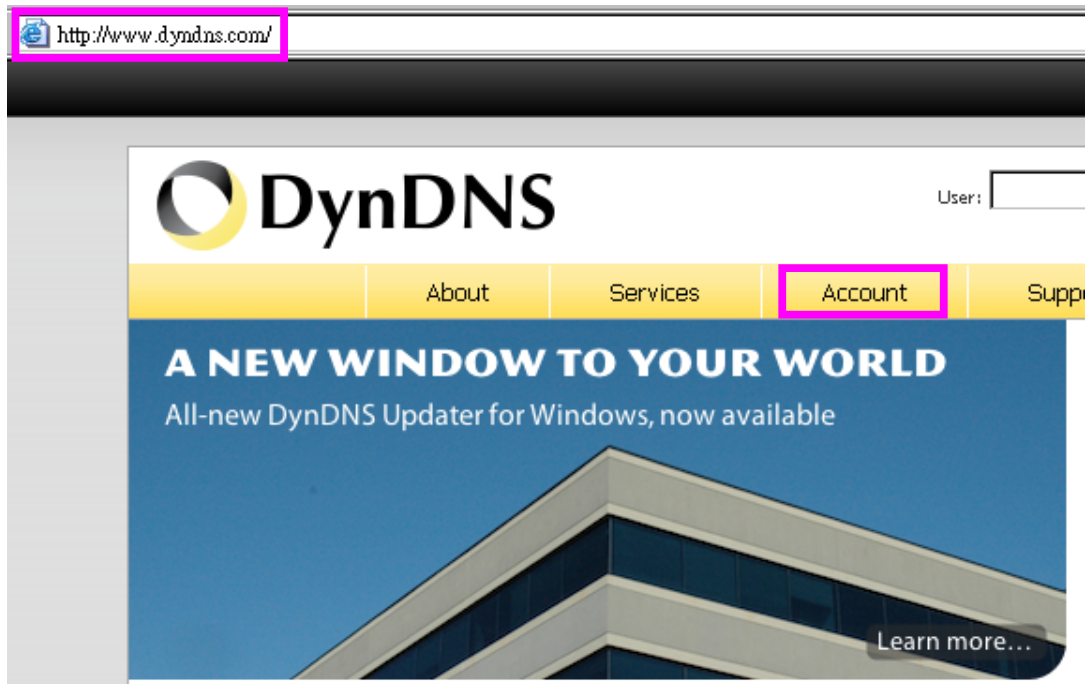 http://www.dyndns.com/
DynDNS
User:
About Services Account Suppo
A NEW WINDOW TO YOUR WORLD
All-new DynDNS Updater for Windows, now available
Learn more...